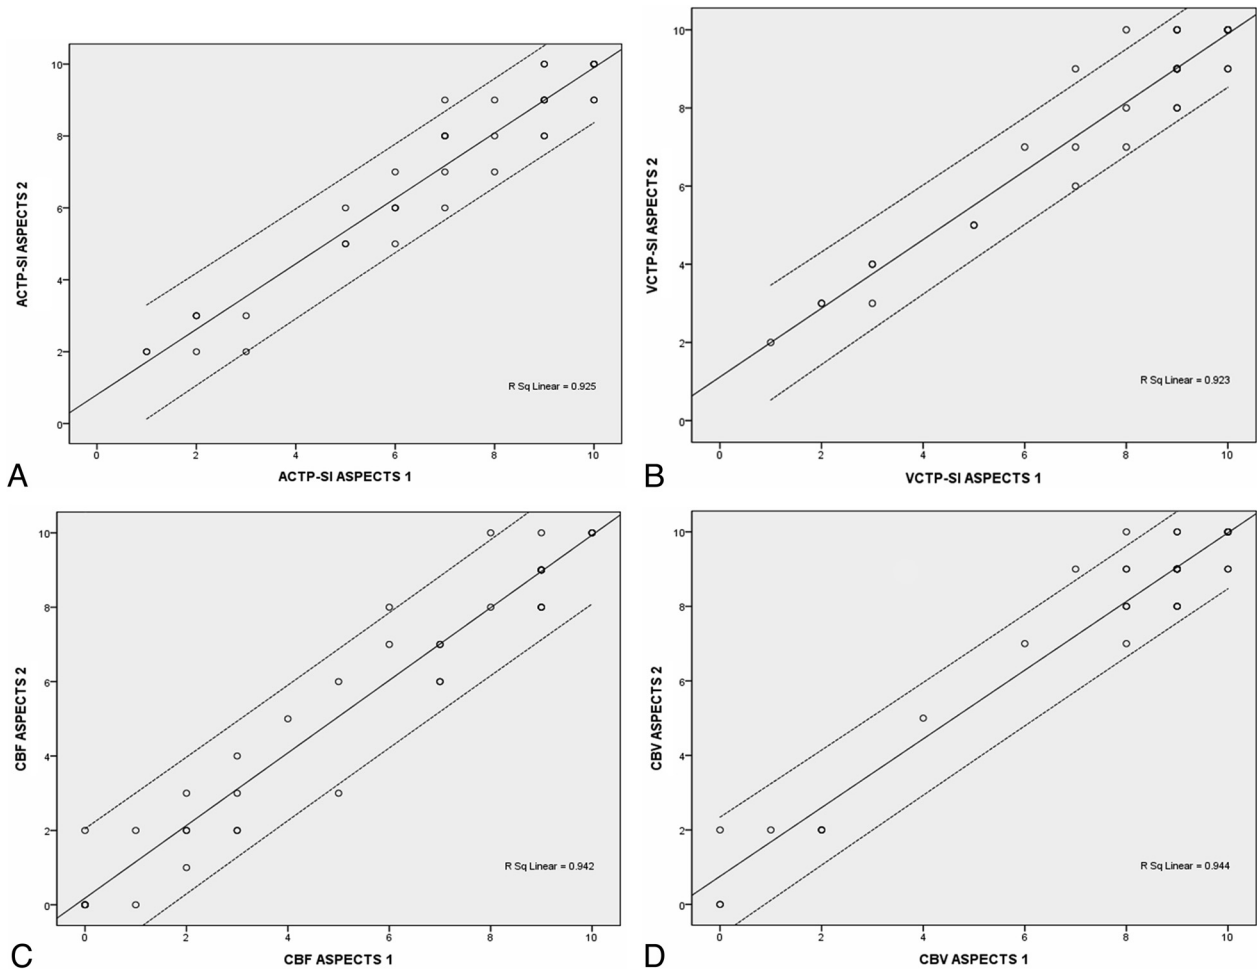 ACTP-SI ASPECTS 2
10
8
6
4
2
0
R Sq Linear = 0.925
0 2 4 6 8 10
ACTP-SI ASPECTS 1
A
VCTP-SI ASPECTS 2
10
8
6
4
2
0
R Sq Linear = 0.923
0 2 4 6 8 10
VCTP-SI ASPECTS 1
B
CBF ASPECTS 2
10
8
6
4
2
0
R Sq Linear = 0.942
0 2 4 6 8 10
CBF ASPECTS 1
C
CBV ASPECTS 2
10
8
6
4
2
0
R Sq Linear = 0.944
0 2 4 6 8 10
CBV ASPECTS 1
D